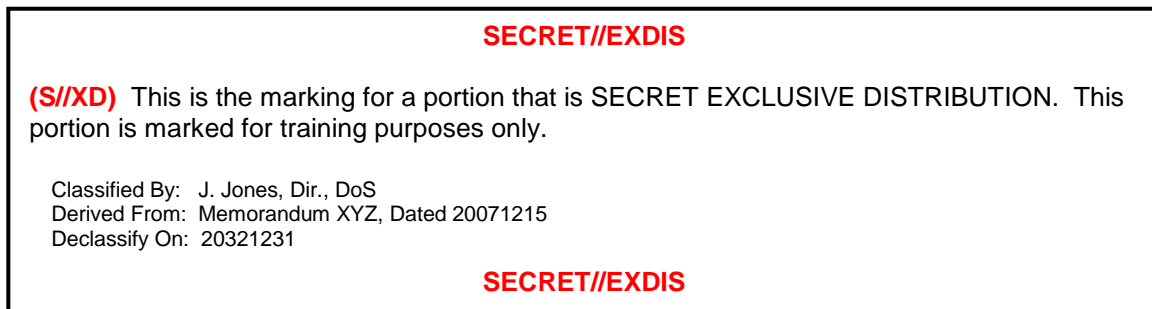 SECRET//EXDIS
(S//XD) This is the marking for a portion that is SECRET EXCLUSIVE DISTRIBUTION. This
portion is marked for training purposes only.
Classified By: J. Jones, Dir., DoS
Derived From: Memorandum XYZ, Dated 20071215
Declassify On: 20321231
SECRET//EXDIS